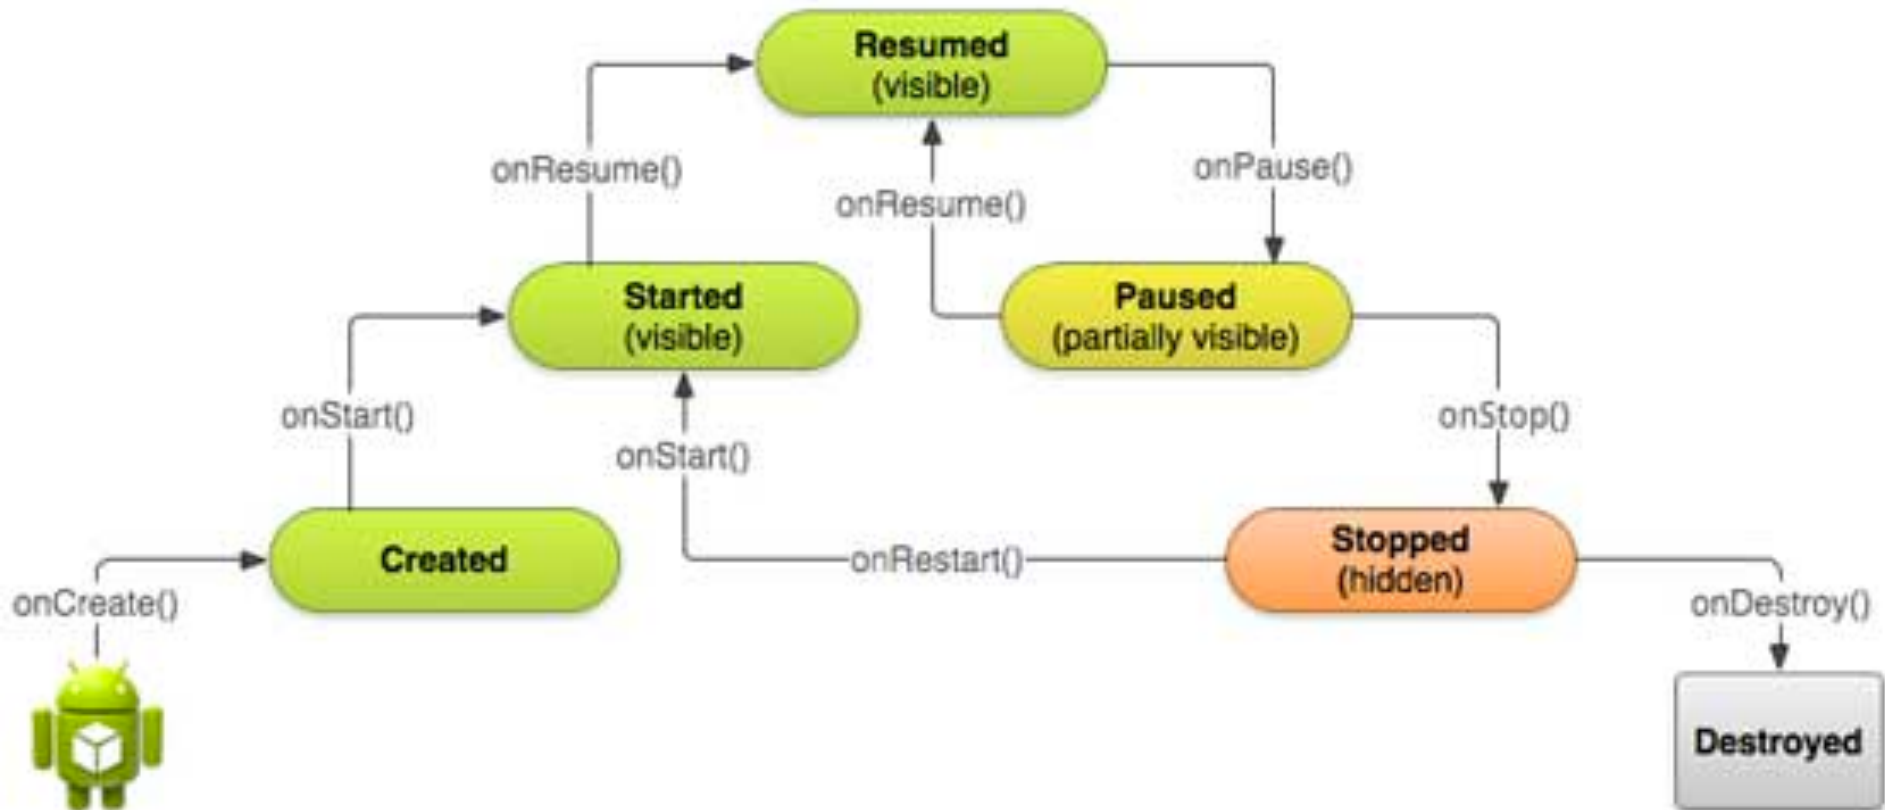 Resumed
(visible)
onResume()
onPause()
onResume()
Started
(visible)
Paused
(partially visible)
onStart()
onStop()
onStart()
Created
onRestart()
Stopped
(hidden)
onCreate()
onDestroy()
Destroyed